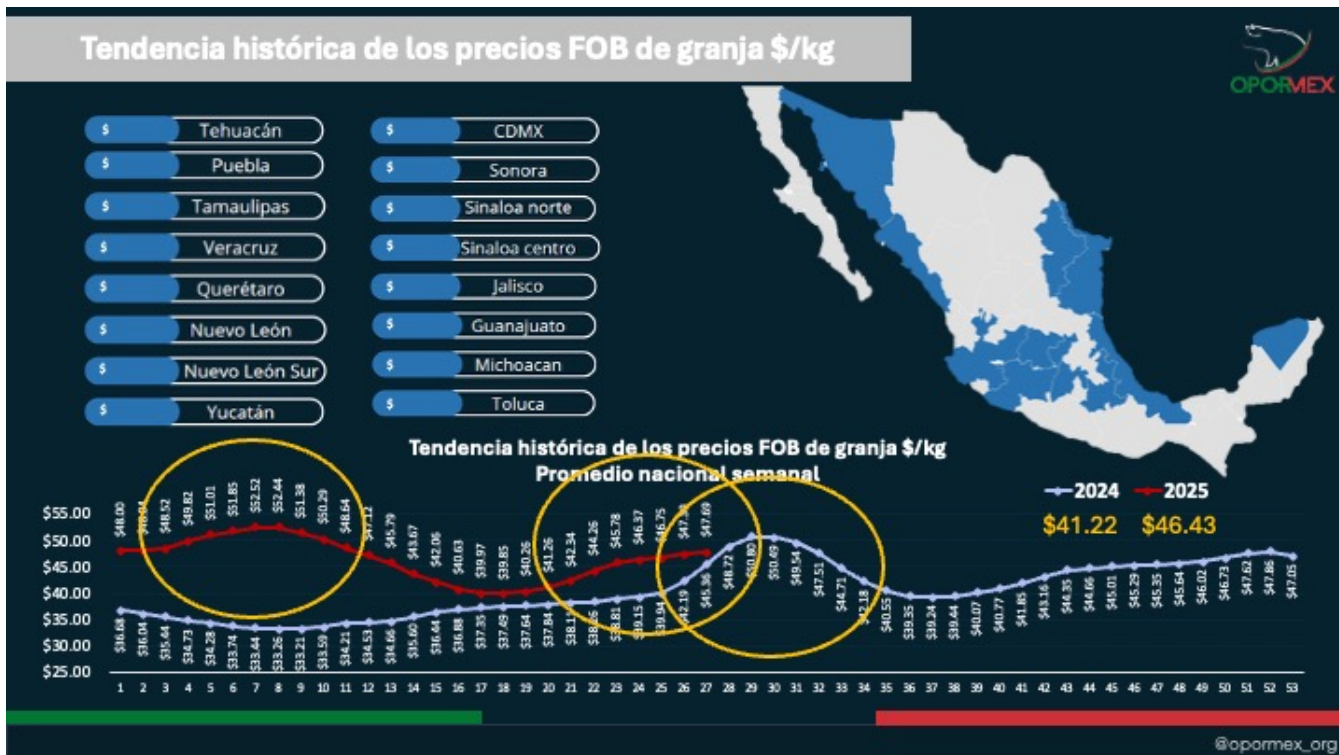 Tendencia histórica de los precios FOB de granja $/kg
OPORMEX
$ Tehuacán
$ Puebla
$ Tamaulipas
$ Veracruz
$ Querétaro
$ Nuevo León
$ Nuevo León Sur
$ Yucatán
$ CDMX
$ Sonora
$ Sinaloa norte
$ Sinaloa centro
$ Jalisco
$ Guanajuato
$ Michoacan
$ Toluca
Tendencia histórica de los precios FOB de granja $/kg
Promedio nacional semanal
2024 2025
$41.22 $46.43
$55.00
$50.00
$45.00
$40.00
$35.00
$30.00
$25.00
$48.00 $48.52 $49.82 $51.01 $51.85 $52.52 $52.44 $51.38 $50.29 $48.64 $47.12 $45.79 $43.67 $42.06 $40.63 $39.97 $39.85 $40.26 $41.26 $42.34 $44.26 $45.78 $46.37 $46.75 $47.69
$36.68 $36.04 $35.44 $34.73 $34.28 $33.74 $33.44 $33.26 $33.21 $33.59 $34.21 $34.53 $34.66 $35.60 $36.44 $36.88 $37.35 $37.49 $37.64 $37.84 $38.81 $39.15 $39.94 $42.19 $45.36 $48.72 $50.80 $50.49 $49.54 $47.51 $44.71 $42.18 $40.55 $39.35 $39.24 $39.44 $40.07 $40.77 $41.85 $43.16 $44.35 $44.66 $45.01 $45.29 $45.35 $45.64 $46.02 $46.73 $47.62 $47.86 $47.05
1 2 3 4 5 6 7 8 9 10 11 12 13 14 15 16 17 18 19 20 21 22 23 24 25 26 27 28 29 30 31 32 33 34 35 36 37 38 39 40 41 42 43 44 45 46 47 48 49 50 51 52 53
@opormex_org